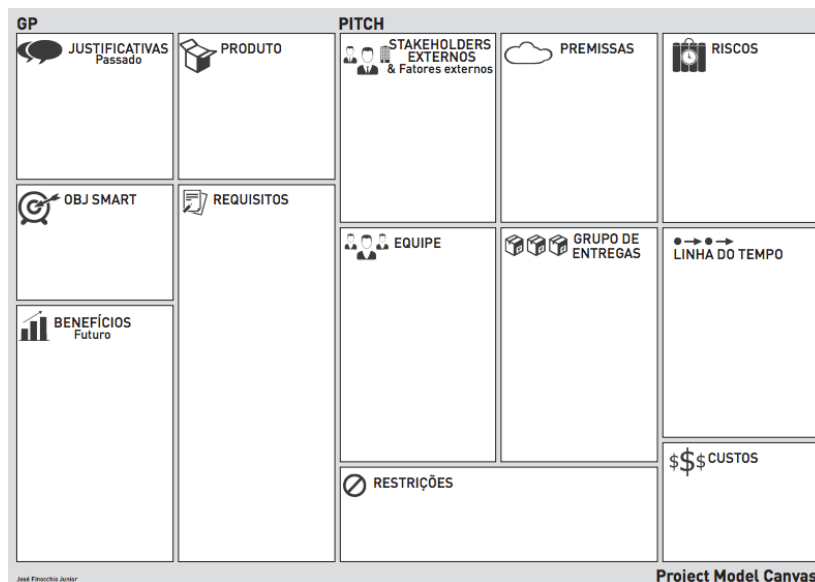 GP
PITCH
JUSTIFICATIVAS
Passado
PRODUTO
STAKEHOLDERS
EXTERNOS
& Fatores externos
PREMISSAS
RISCOS
OBJ SMART
REQUISITOS
EQUIPE
GRUPO DE
ENTREGAS
LINHA DO TEMPO
BENEFÍCIOS
Futuro
$$$ CUSTOS
RESTRIÇÕES
José Finocchio Junior
Project Model Canvas